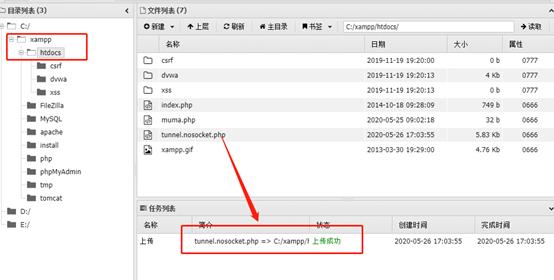 目录列表 (3)
C:/
xampp
htdocs
csrf
dvwa
xss
FileZilla
MySQL
apache
install
php
phpMyAdmin
tmp
tomcat
D:/
E:/
文件列表 (7)
新建 上层 刷新 主目录 书签 C:/xampp/htdocs/ 读取
名称 日期 大小 属性
csrf 2019-11-19 19:20:00 0 b 0777
dvwa 2019-11-19 19:20:13 4 Kb 0777
xss 2019-11-19 19:20:13 0 b 0777
index.php 2014-10-18 09:28:09 749 b 0666
muma.php 2020-05-25 09:02:18 32 b 0666
tunnel.nosocket.php 2020-05-26 17:03:55 5.83 Kb 0666
xampp.gif 2013-03-30 19:29:00 4.76 Kb 0666
任务列表
名称 简介 状态 创建时间 完成时间
上传 tunnel.nosocket.php => C:/xampp/ 上传成功 2020-05-26 17:03:55 2020-05-26 17:03:55